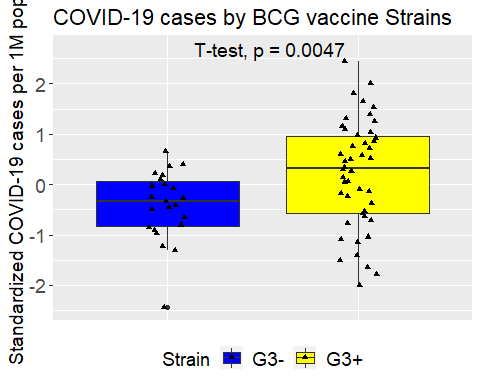 COVID-19 cases by BCG vaccine Strains
T-test, p = 0.0047
Standardized COVID-19 cases per 1M
2
1
0
-1
-2
Strain G3- G3+